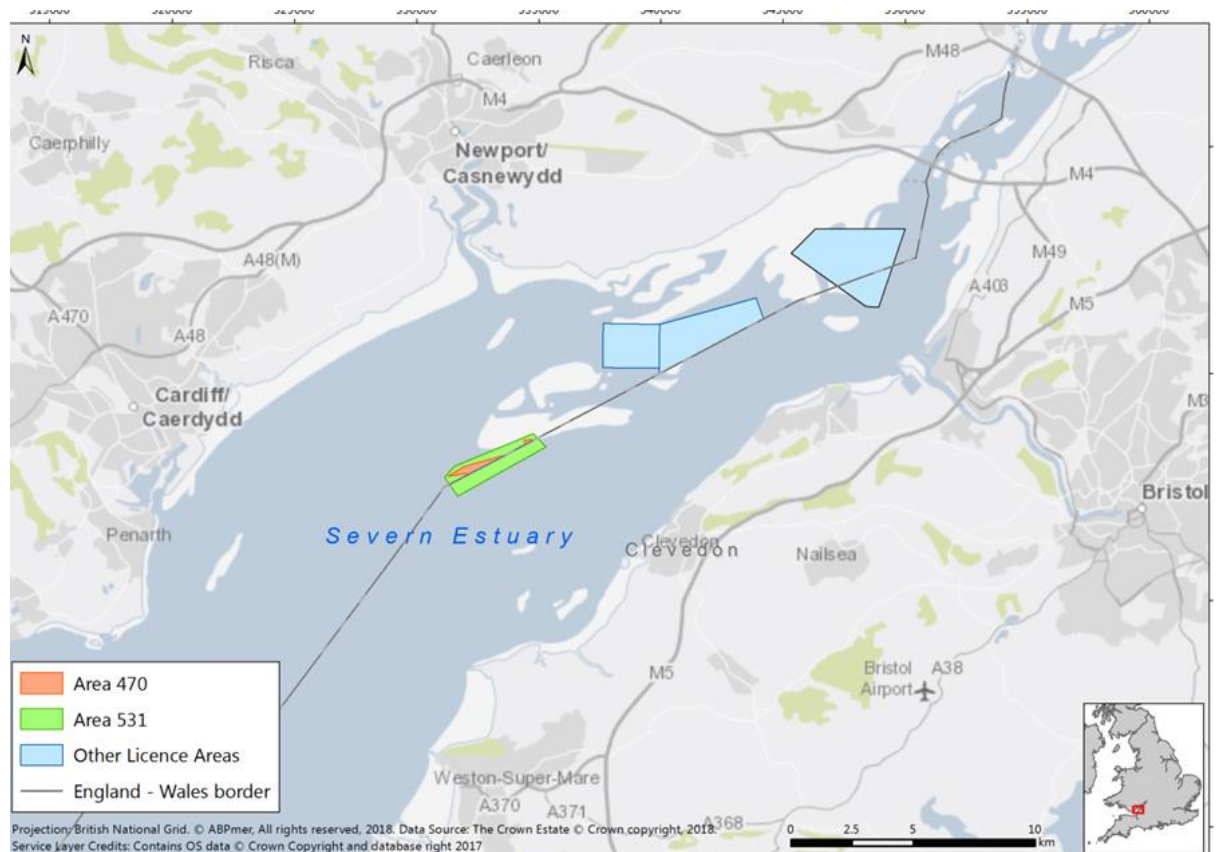 N
Risca
Caerleon
M48
M4
Caerphilly
Newport/
Casnewydd
M4
A48(M)
M49
A403
M5
A470
A48
Cardiff/
Caerdydd
M3
Bristol
Severn Estuary
Penarth
Clevedon
Clevedon
Nailsea
M5
Bristol
Airport
A38
Area 470
Area 531
Other Licence Areas
England - Wales border
Weston-Super-Mare
A370
A371
A368
0 2.5 5 10
km
Projection: British National Grid. © ABPmer, All rights reserved, 2018. Data Source: The Crown Estate © Crown copyright, 2018.
Service Layer Credits: Contains OS data © Crown Copyright and database right 2017